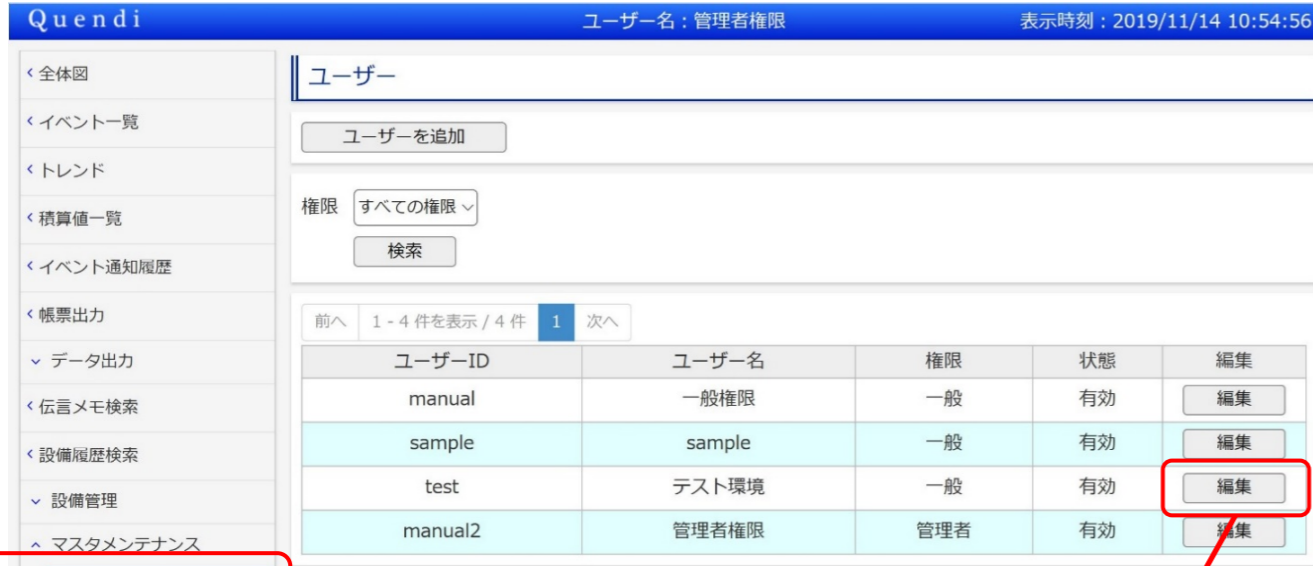 Quendi ユーザー名：管理者権限 表示時刻：2019/11/14 10:54:56
全体図
イベント一覧
トレンド
積算値一覧
イベント通知履歴
帳票出力
データ出力
伝言メモ検索
設備履歴検索
設備管理
マスタメンテナンス
ユーザー
ユーザーを追加
権限 すべての権限
検索
前へ 1 - 4 件を表示 / 4 件 1 次へ
ユーザーID ユーザー名 権限 状態 編集
manual 一般権限 一般 有効 編集
sample sample 一般 有効 編集
test テスト環境 一般 有効 編集
manual2 管理者権限 管理者 有効 編集